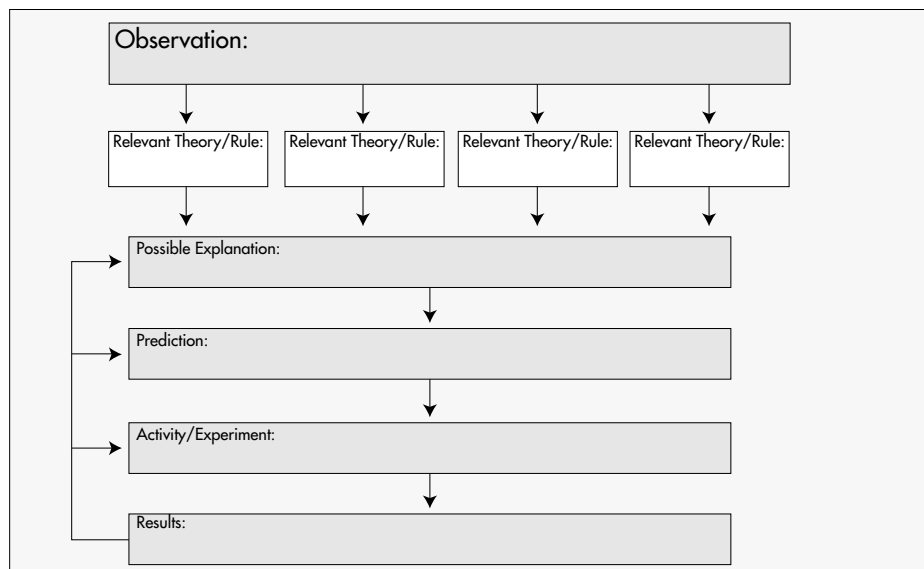 Observation:
Relevant Theory/Rule:
Relevant Theory/Rule:
Relevant Theory/Rule:
Relevant Theory/Rule:
Possible Explanation:
Prediction:
Activity/Experiment:
Results: